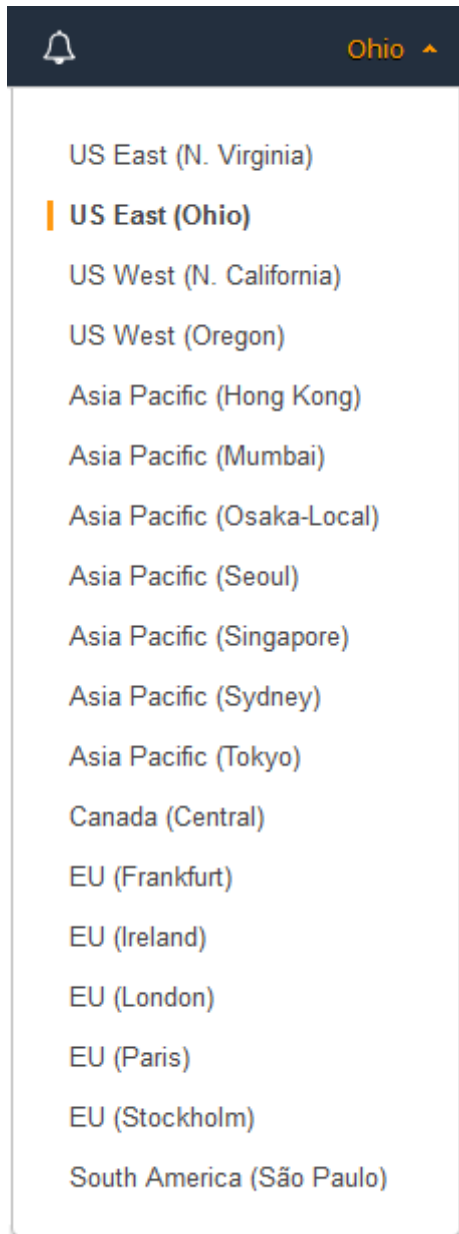 Ohio
US East (N. Virginia)
US East (Ohio)
US West (N. California)
US West (Oregon)
Asia Pacific (Hong Kong)
Asia Pacific (Mumbai)
Asia Pacific (Osaka-Local)
Asia Pacific (Seoul)
Asia Pacific (Singapore)
Asia Pacific (Sydney)
Asia Pacific (Tokyo)
Canada (Central)
EU (Frankfurt)
EU (Ireland)
EU (London)
EU (Paris)
EU (Stockholm)
South America (São Paulo)